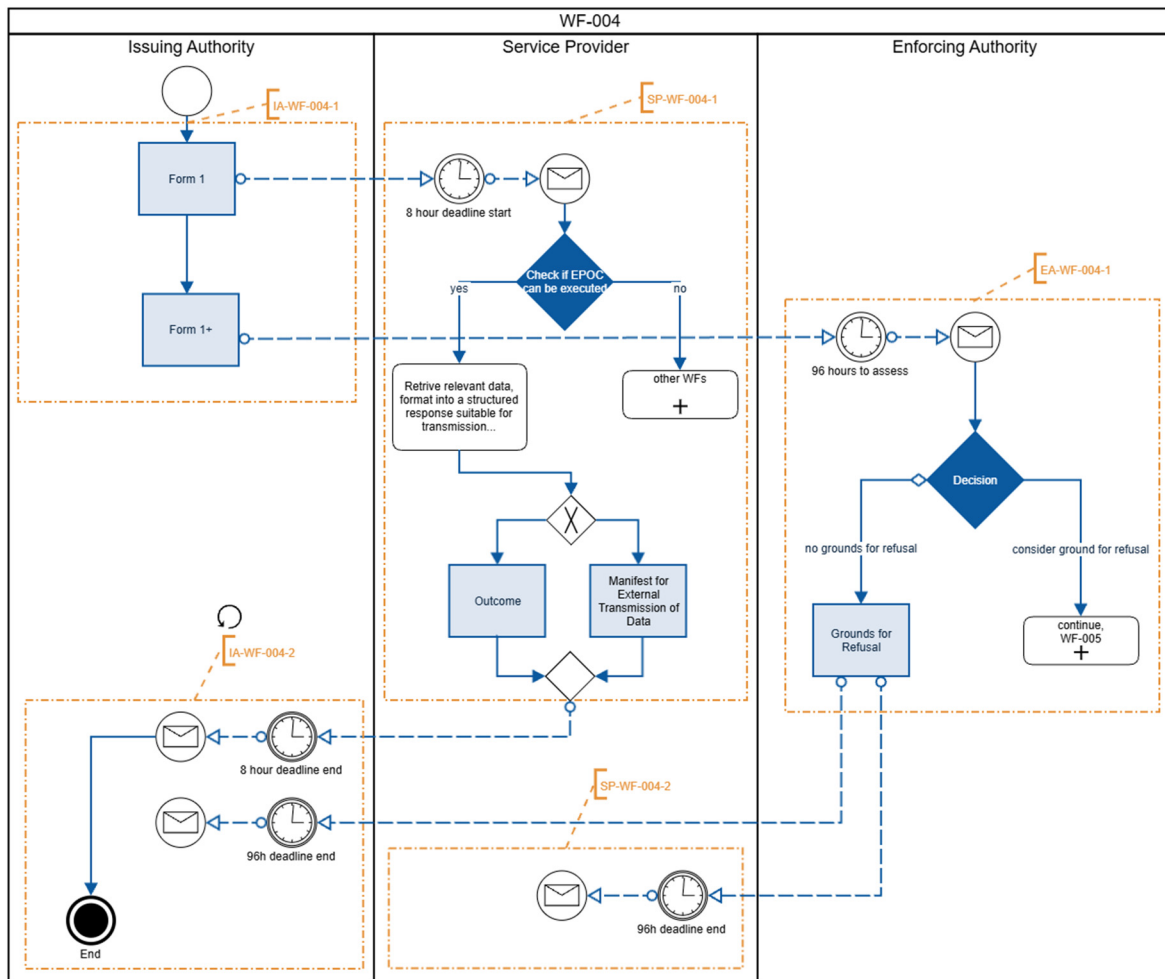 WF-004
Issuing Authority
Service Provider
Enforcing Authority
IA-WF-004-1
SP-WF-004-1
Form 1
8 hour deadline start
Check if EPOC
can be executed
yes
no
EA-WF-004-1
Form 1+
96 hours to assess
Retrive relevant data,
format into a structured
response suitable for
transmission...
other WFs
Decision
no grounds for refusal
consider ground for refusal
Outcome
Manifest for
External
Transmission of
Data
Grounds for
Refusal
continue,
WF-005
IA-WF-004-2
8 hour deadline end
SP-WF-004-2
96h deadline end
96h deadline end
End